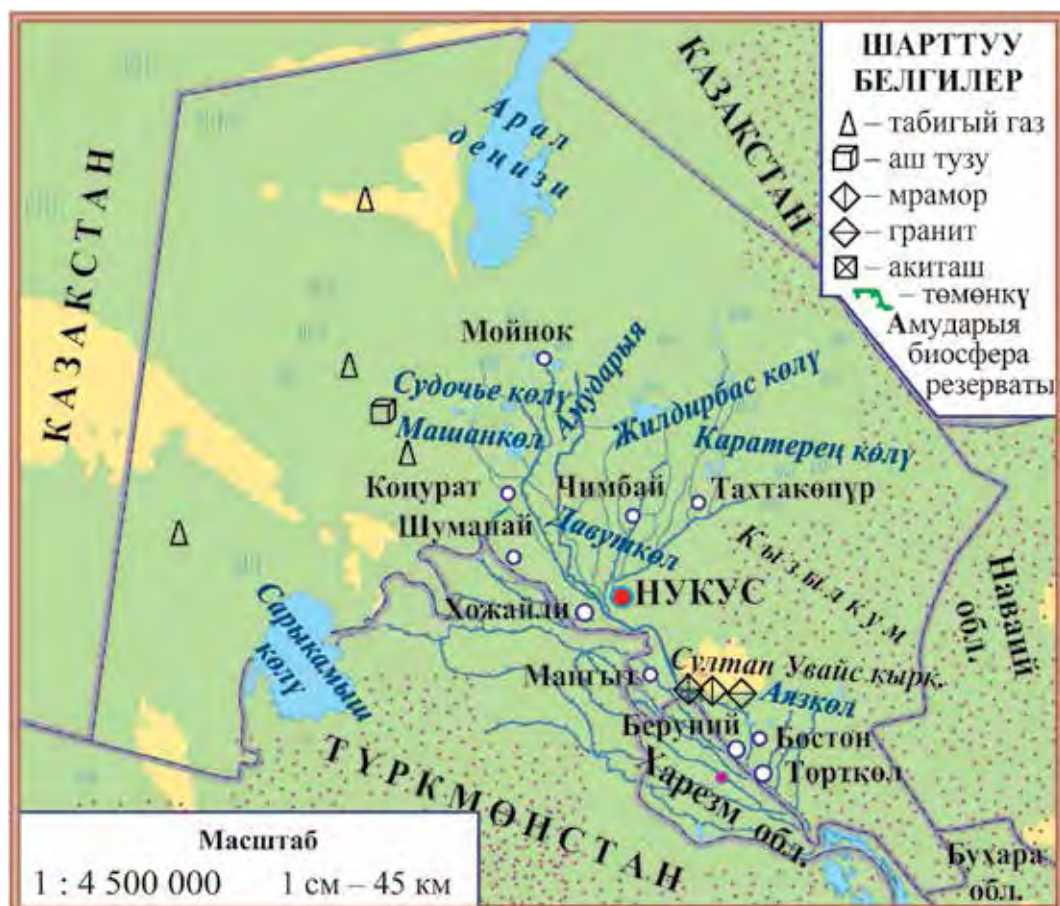 ШАРТТУУ
БЕЛГИЛЕР
– табигый газ
– аш тузу
– мрамор
– гранит
– акиташ
– төмөнкү
Амударыя
биосфера
резерваты
КАЗАКСТАН
КАЗАКСТАН
Арал
денизи
Мойнок
Судочье көлү
Амударыя
Жилдирбас көлү
Машанкөл
Каратерең көлү
Коңурат
Чимбай
Тахтакөпүр
Шуманай
Давуткөл
Кызылкум
Наваий
обл.
НУКУС
Хожайли
Сарыкамыш
көлү
Султан Увайс кырк.
Мангыт
Аязкөл
Беруний
Бостон
Төрткөл
Харезм обл.
ТҮРКМӨНСТАН
Бухара
обл.
Масштаб
1 : 4 500 000 1 см – 45 км